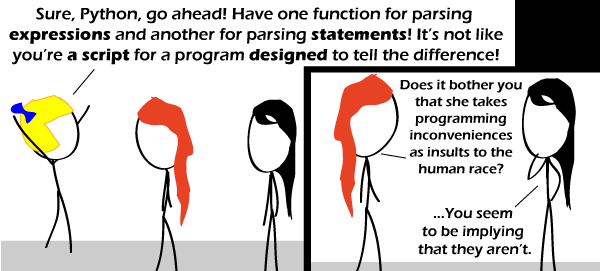 Sure, Python, go ahead! Have one function for parsing
expressions and another for parsing statements! It's not like
you're a script for a program designed to tell the difference!
Does it bother you
that she takes
programming
inconveniences
as insults to the
human race?
...You seem
to be implying
that they aren't.